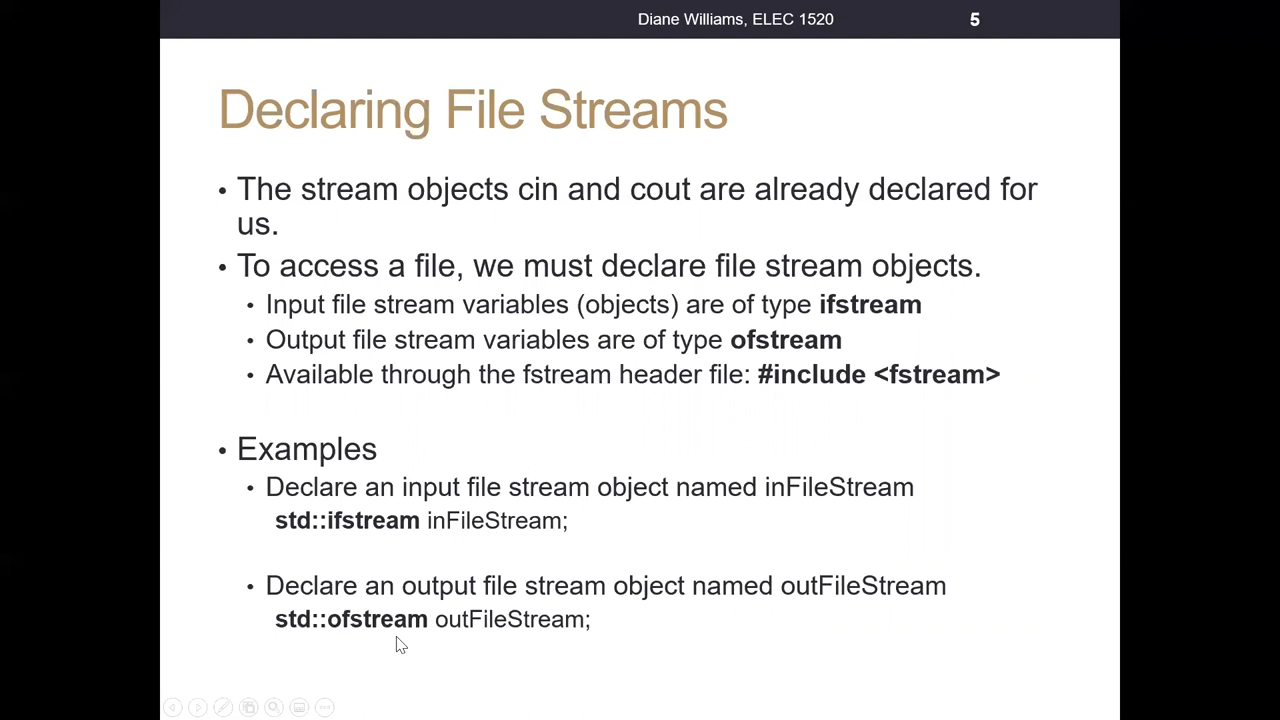 Diane Williams, ELEC 1520 5
Declaring File Streams
• The stream objects cin and cout are already declared for
us.
• To access a file, we must declare file stream objects.
• Input file stream variables (objects) are of type ifstream
• Output file stream variables are of type ofstream
• Available through the fstream header file: #include <fstream>
• Examples
• Declare an input file stream object named inFileStream
std::ifstream inFileStream;
• Declare an output file stream object named outFileStream
std::ofstream outFileStream;